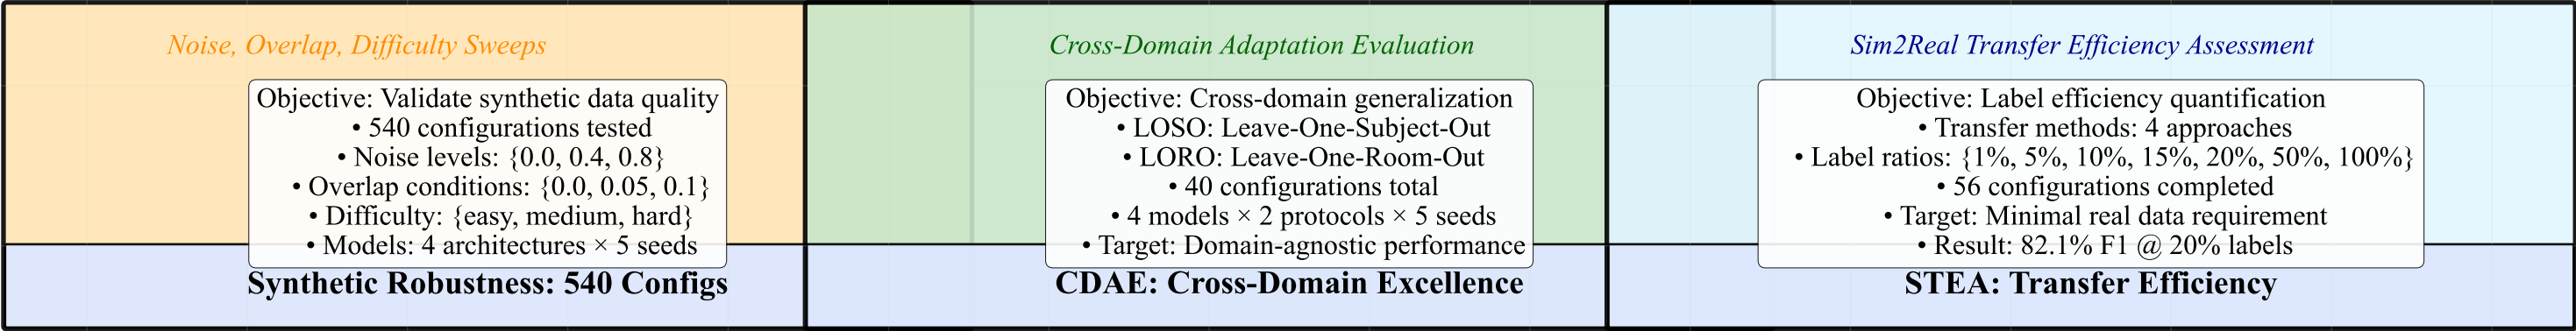 Noise, Overlap, Difficulty Sweeps
Objective: Validate synthetic data quality
• 540 configurations tested
• Noise levels: {0.0, 0.4, 0.8}
• Overlap conditions: {0.0, 0.05, 0.1}
• Difficulty: {easy, medium, hard}
• Models: 4 architectures × 5 seeds
Synthetic Robustness: 540 Configs
Cross-Domain Adaptation Evaluation
Objective: Cross-domain generalization
• LOSO: Leave-One-Subject-Out
• LORO: Leave-One-Room-Out
• 40 configurations total
• 4 models × 2 protocols × 5 seeds
• Target: Domain-agnostic performance
CDAE: Cross-Domain Excellence
Sim2Real Transfer Efficiency Assessment
Objective: Label efficiency quantification
• Transfer methods: 4 approaches
• Label ratios: {1%, 5%, 10%, 15%, 20%, 50%, 100%}
• 56 configurations completed
• Target: Minimal real data requirement
• Result: 82.1% F1 @ 20% labels
STEA: Transfer Efficiency